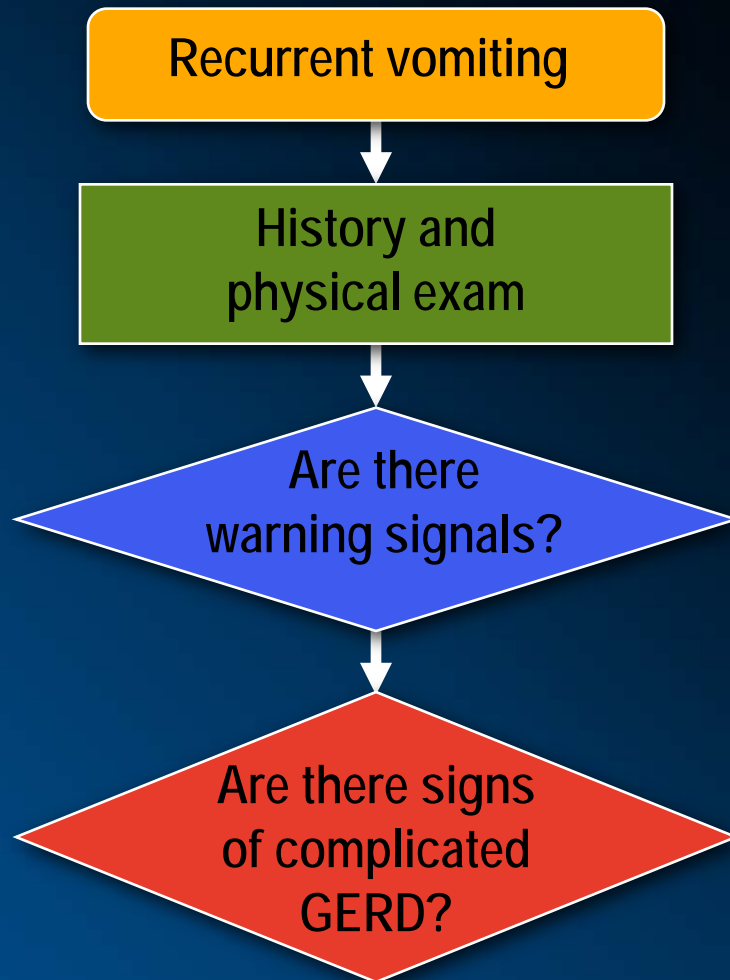 Recurrent vomiting
History and
physical exam
Are there
warning signals?
Are there signs
of complicated
GERD?